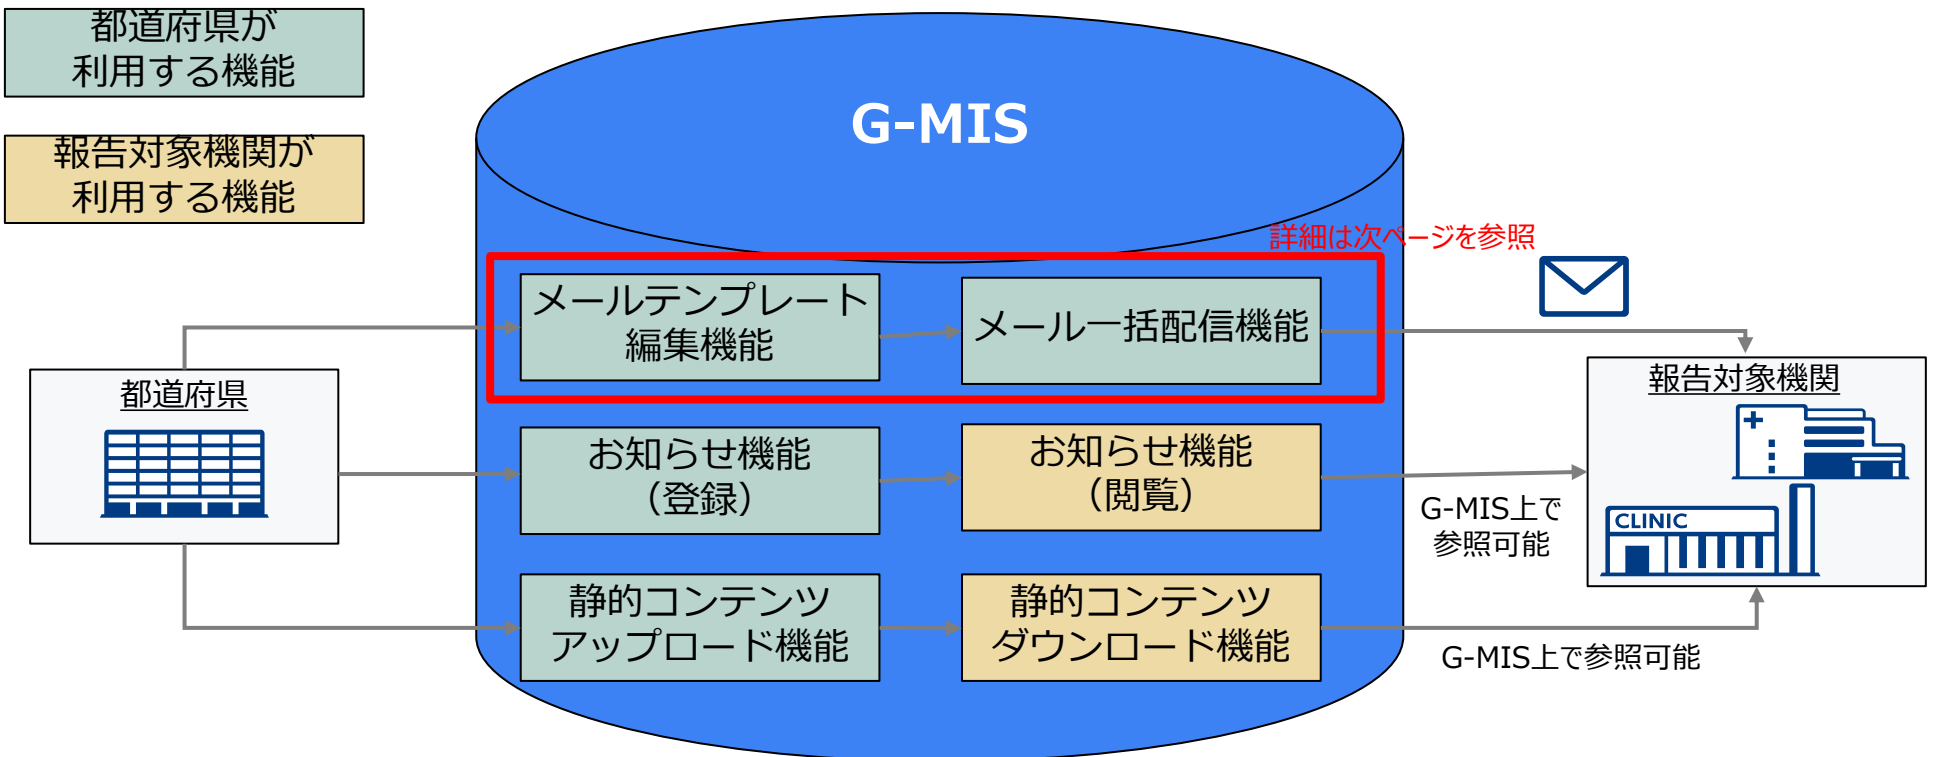 都道府県が
利用する機能
報告対象機関が
利用する機能
G-MIS
詳細は次ページを参照
メールテンプレート
編集機能
メール一括配信機能
都道府県
お知らせ機能
（登録）
お知らせ機能
（閲覧）
G-MIS上で
参照可能
報告対象機関
CLINIC
静的コンテンツ
アップロード機能
静的コンテンツ
ダウンロード機能
G-MIS上で参照可能